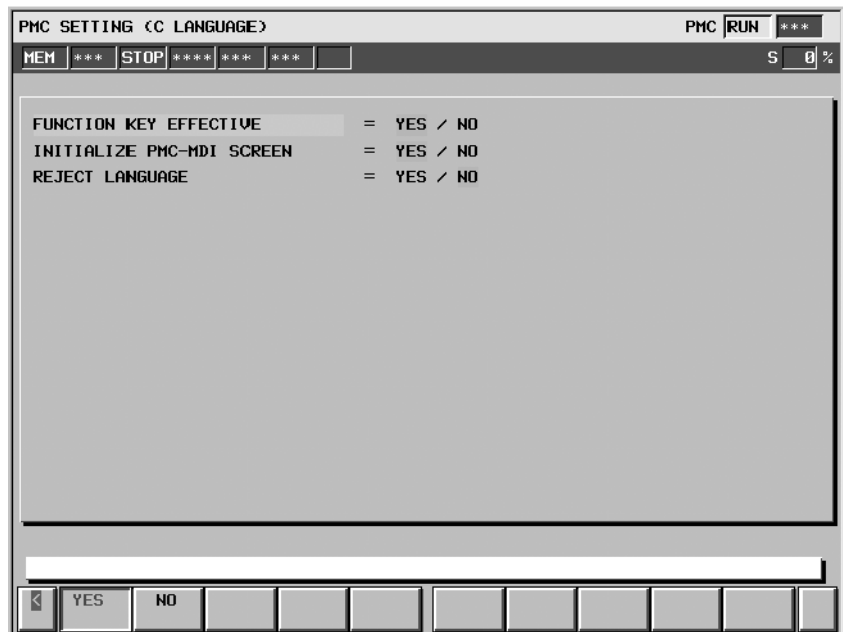 PMC SETTING (C LANGUAGE) PMC RUN ***
MEM *** STOP **** *** *** S 0 %
FUNCTION KEY EFFECTIVE = YES / NO
INITIALIZE PMC-MDI SCREEN = YES / NO
REJECT LANGUAGE = YES / NO
< YES NO